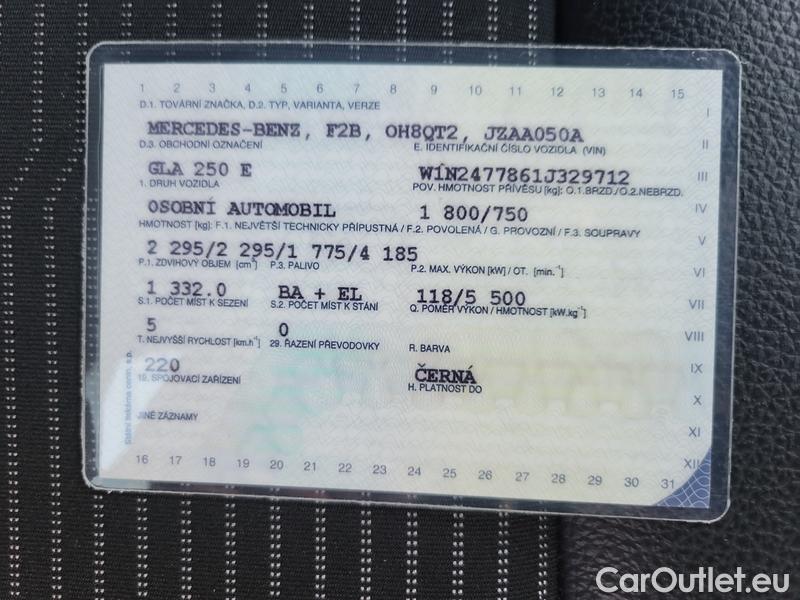 1 2 3 4 5 6 7 8 9 10 11 12 13 14 15
D.1. TOVÁRNÍ ZNAČKA, D.2. TYP, VARIANTA, VERZE
I
MERCEDES-BENZ, F2B, OH8QT2, JZAA050A
D.3. OBCHODNÍ OZNAČENÍ E. IDENTIFIKAČNÍ ČÍSLO VOZIDLA (VIN)
II
GLA 250 E W1N2477861J329712
III
1. DRUH VOZIDLA POV. HMOTNOST PŘÍVĚSU [kg]: O.1.BRZD./O.2.NEBRZD.
OSOBNÍ AUTOMOBIL 1 800/750
IV
HMOTNOST [kg]: F.1. NEJVĚTŠÍ TECHNICKY PŘÍPUSTNÁ / F.2. POVOLENÁ / G. PROVOZNÍ / F.3. SOUPRAVY
2 295/2 295/1 775/4 185
V
P.1. ZDVIHOVÝ OBJEM [cm³] P.3. PALIVO P.2. MAX. VÝKON [kW] / OT. [min.⁻¹]
VI
1 332.0 BA + EL 118/5 500
S.1. POČET MÍST K SEZENÍ S.2. POČET MÍST K STÁNÍ Q. POMĚR VÝKON / HMOTNOST [kW.kg⁻¹]
VII
5 0
T. NEJVYŠŠÍ RYCHLOST [km.h⁻¹] 29. ŘAZENÍ PŘEVODOVKY R. BARVA
VIII
220 ČERNÁ
IX
19. SPOJOVACÍ ZAŘÍZENÍ H. PLATNOST DO
X
JINÉ ZÁZNAMY
XI
XII
16 17 18 19 20 21 22 23 24 25 26 27 28 29 30 31
Státní tiskárna cenin, s.p.
CarOutlet.eu